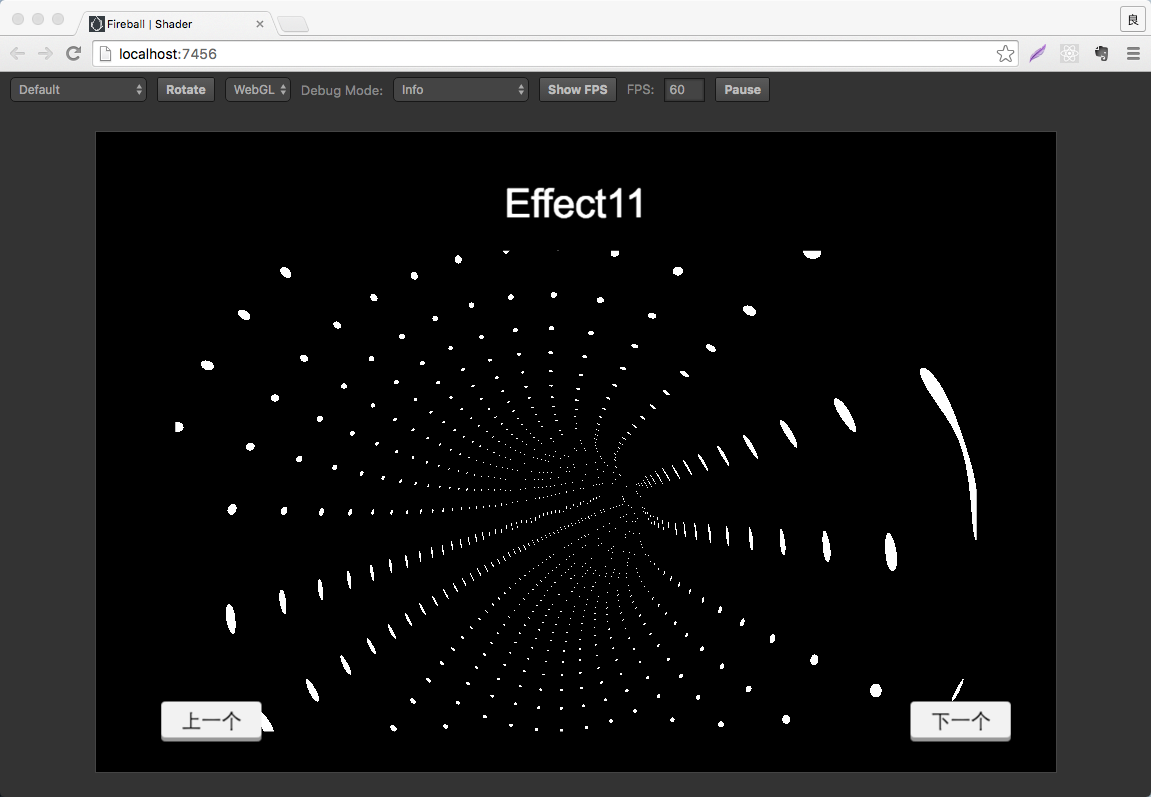 Fireball | Shader
良
localhost:7456
Default Rotate WebGL Debug Mode: Info Show FPS FPS: 60 Pause
Effect11
上一个 下一个